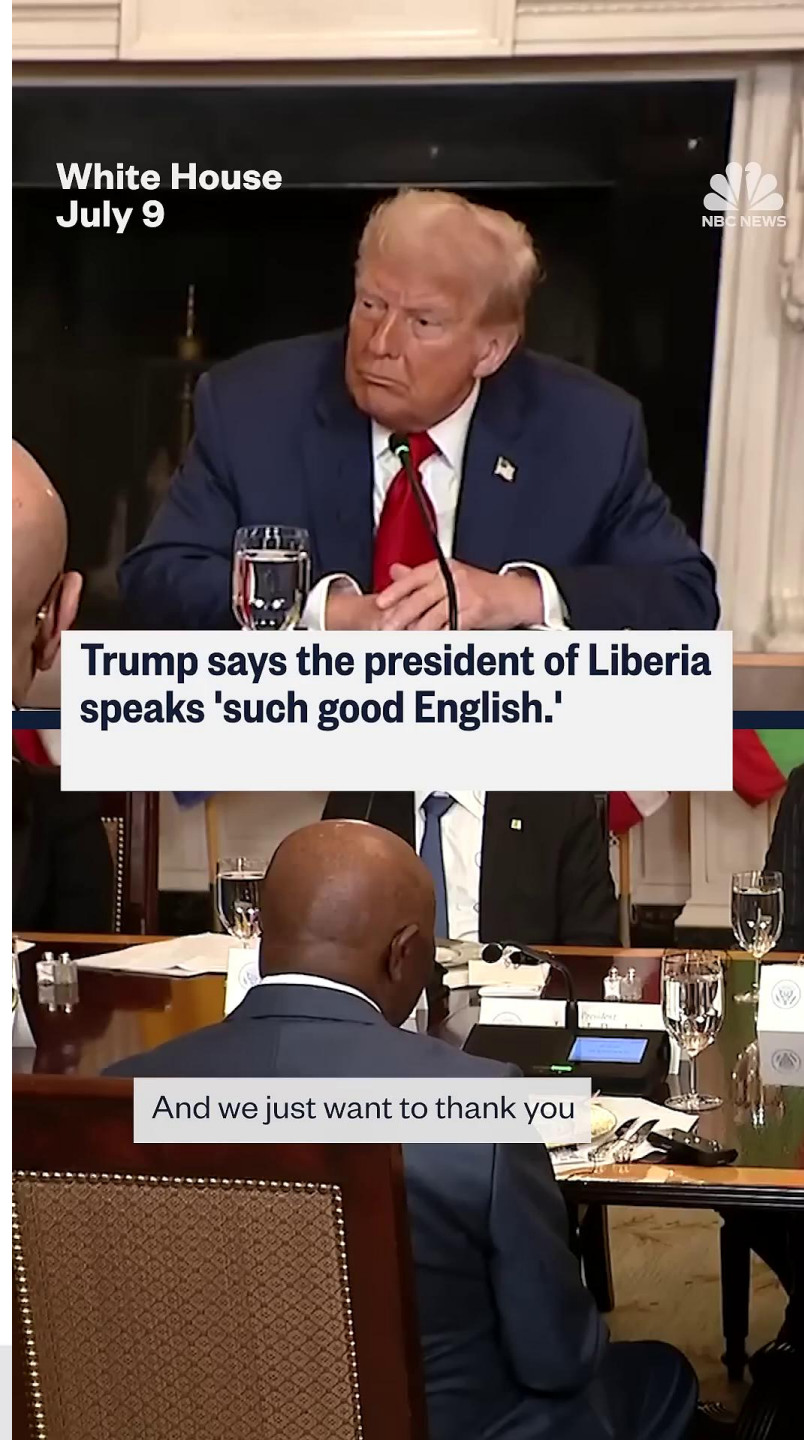 White House
July 9
NBC NEWS
Trump says the president of Liberia
speaks 'such good English.'
President
And we just want to thank you